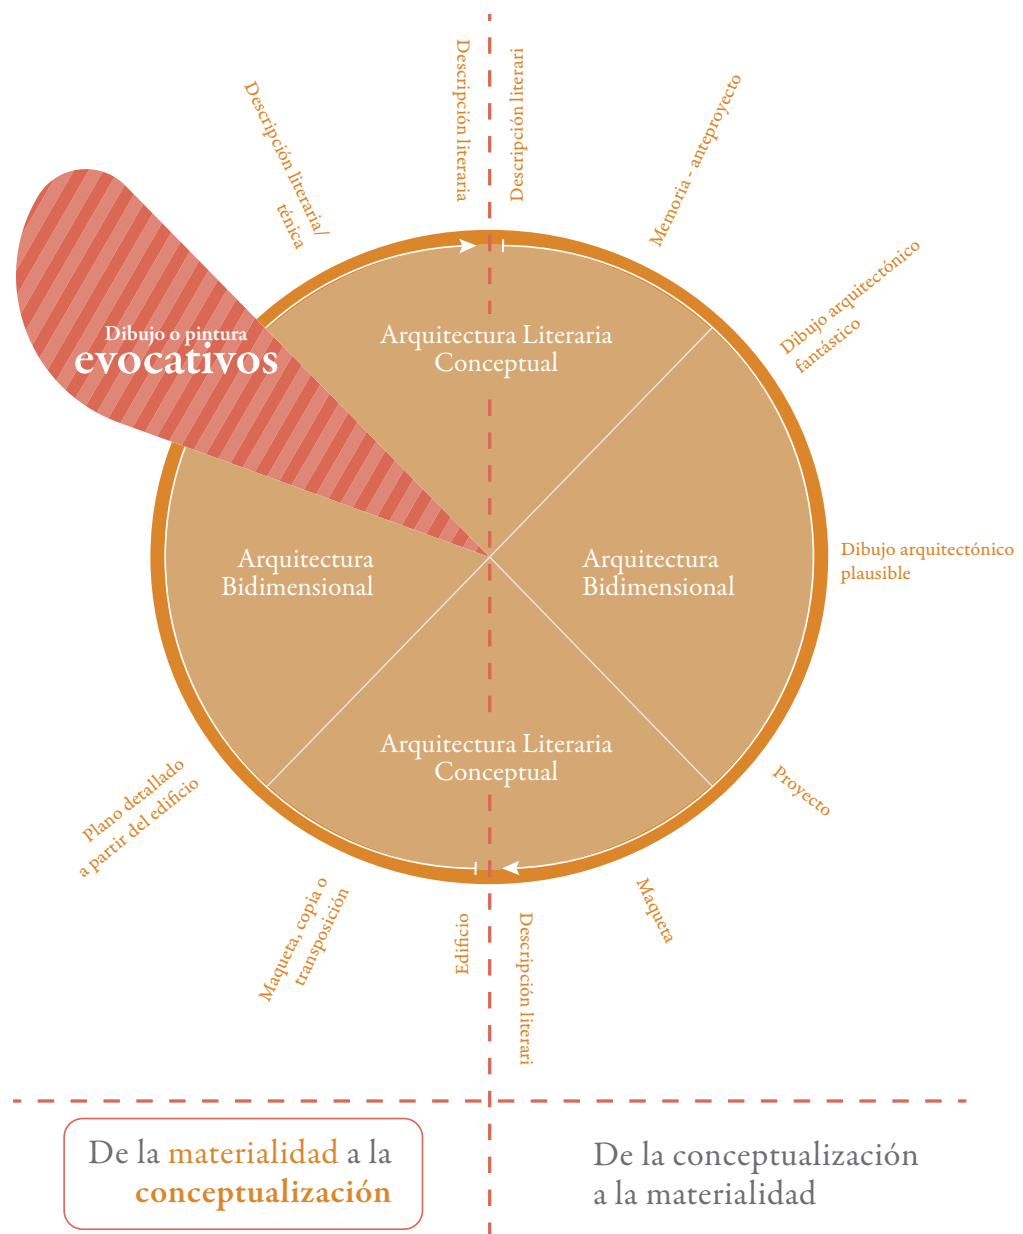 Descripción literaria
Descripción literari
Descripción literaria/
ténica
Memoria - anteproyecto
Dibujo arquitectónico
fantástico
Dibujo o pintura
evocativos
Arquitectura Literaria
Conceptual
Arquitectura
Bidimensional
Arquitectura
Bidimensional
Dibujo arquitectónico
plausible
Arquitectura Literaria
Conceptual
Plano detallado
a partir del edificio
Proyecto
Maqueta, copia o
transposición
Edificio
Descripción literari
Maqueta
De la materialidad a la
conceptualización
De la conceptualización
a la materialidad